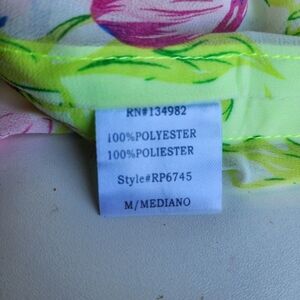 RN#134982
100%POLYESTER
100%POLIESTER
Style#RP6745
M/MEDIANO